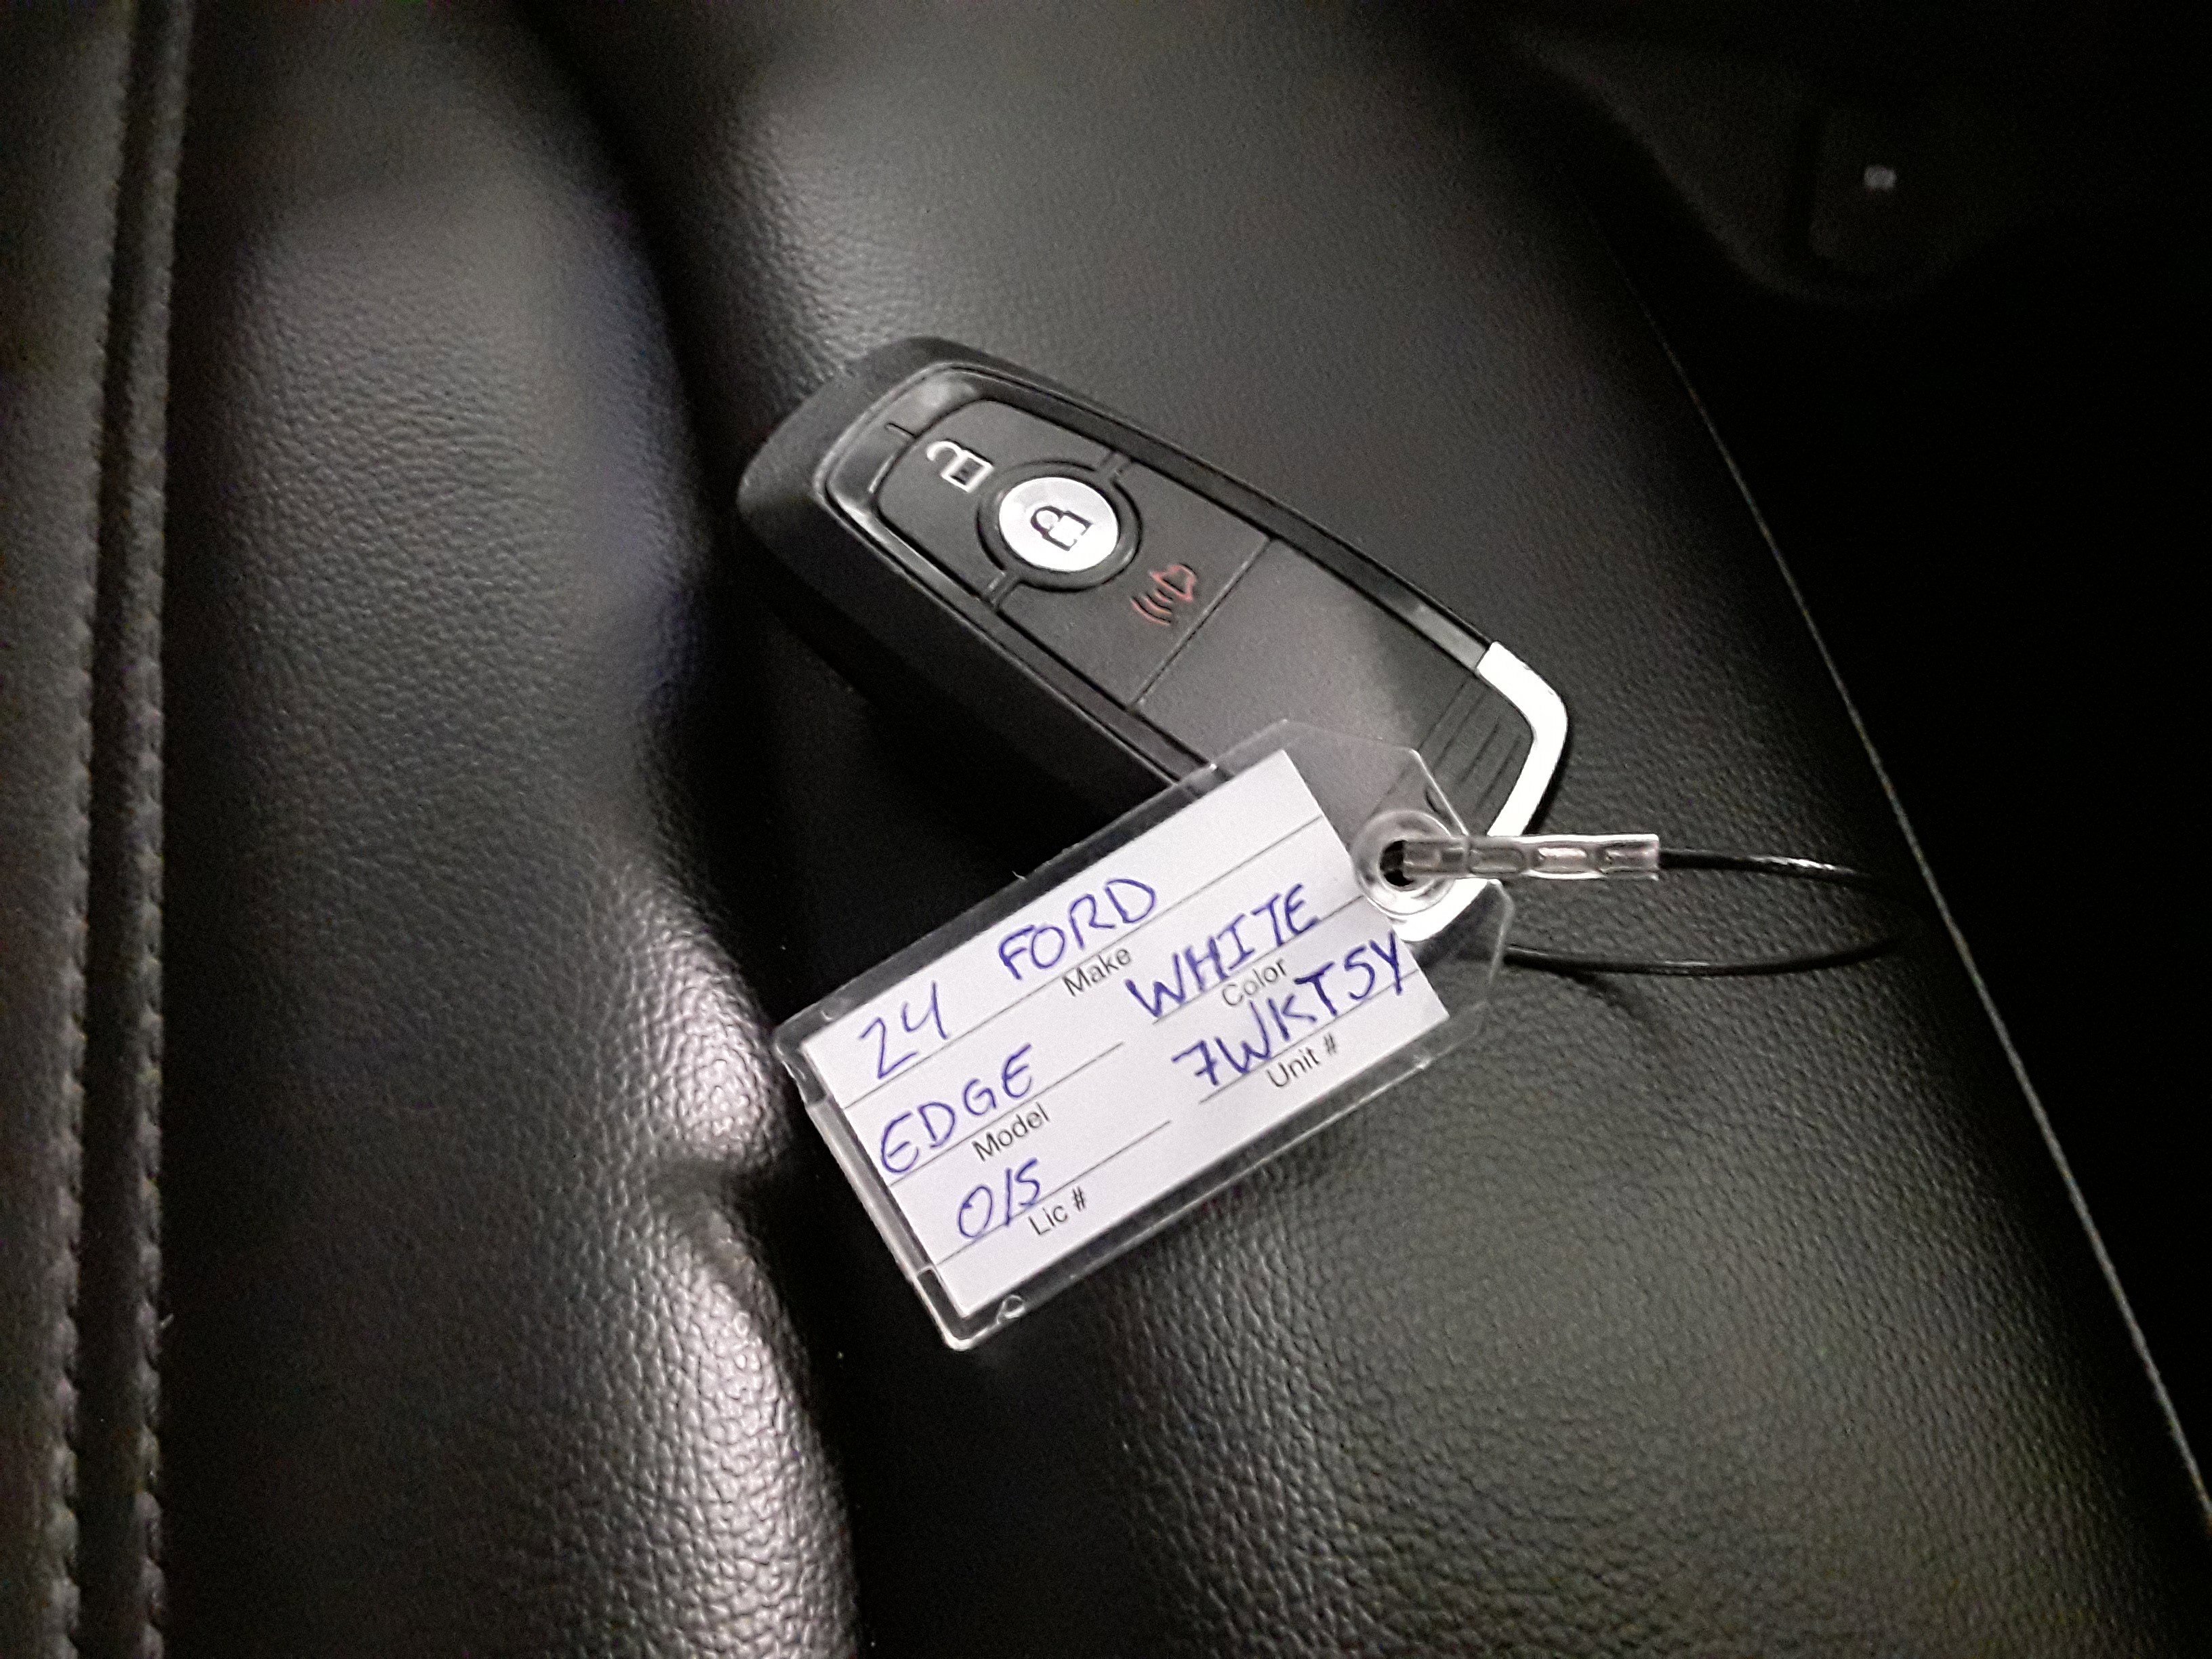 24 FORD
Make
EDGE WHITE
Model Color
O/S 7WKT5Y
Lic # Unit #